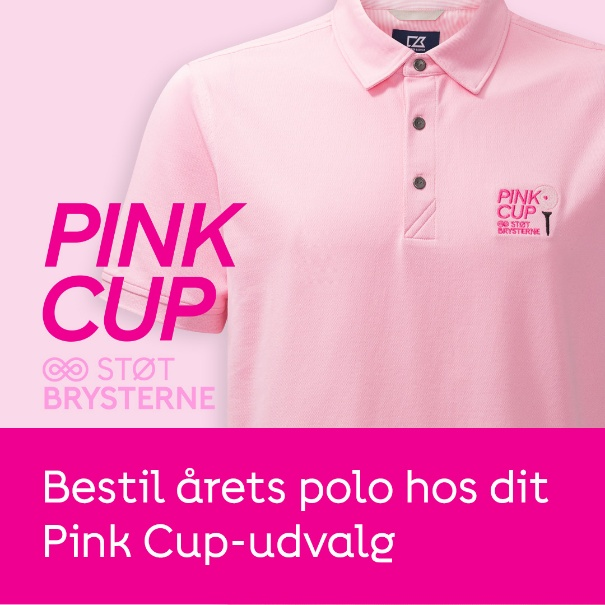 PINK
CUP
STØT
BRYSTERNE
PINK
CUP
STØT
BRYSTERNE
Bestil årets polo hos dit
Pink Cup-udvalg